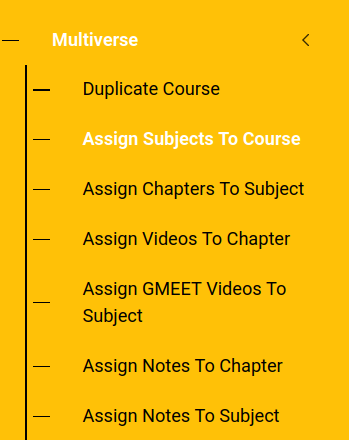 Multiverse
Duplicate Course
Assign Subjects To Course
Assign Chapters To Subject
Assign Videos To Chapter
Assign GMEET Videos To
Subject
Assign Notes To Chapter
Assign Notes To Subject